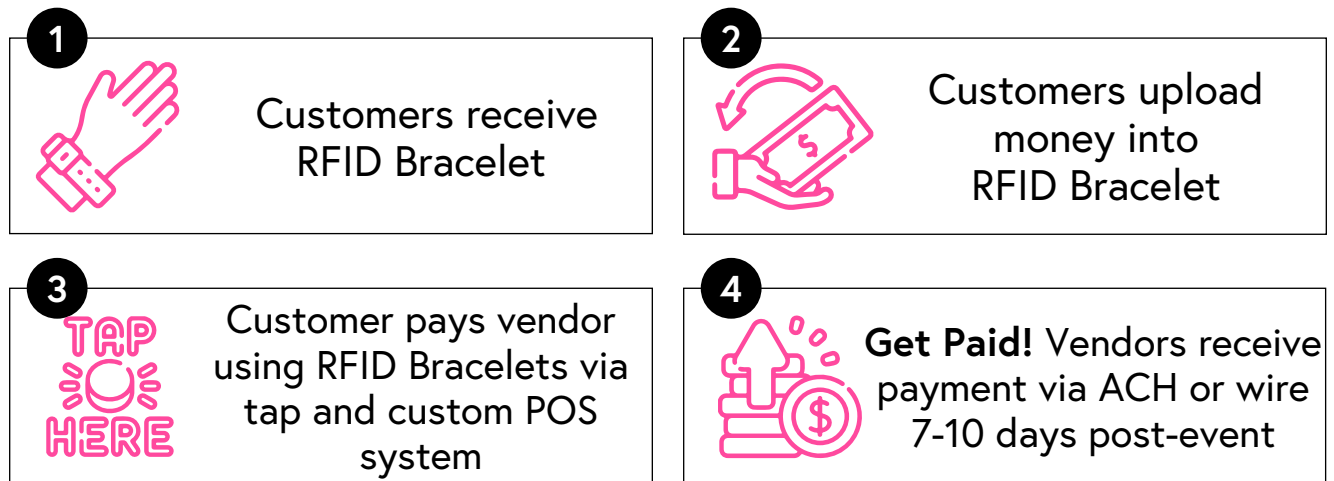 1
Customers receive
RFID Bracelet
2
Customers upload
money into
RFID Bracelet
3
TAP
HERE
Customer pays vendor
using RFID Bracelets via
tap and custom POS
system
4
$
Get Paid! Vendors receive
payment via ACH or wire
7-10 days post-event